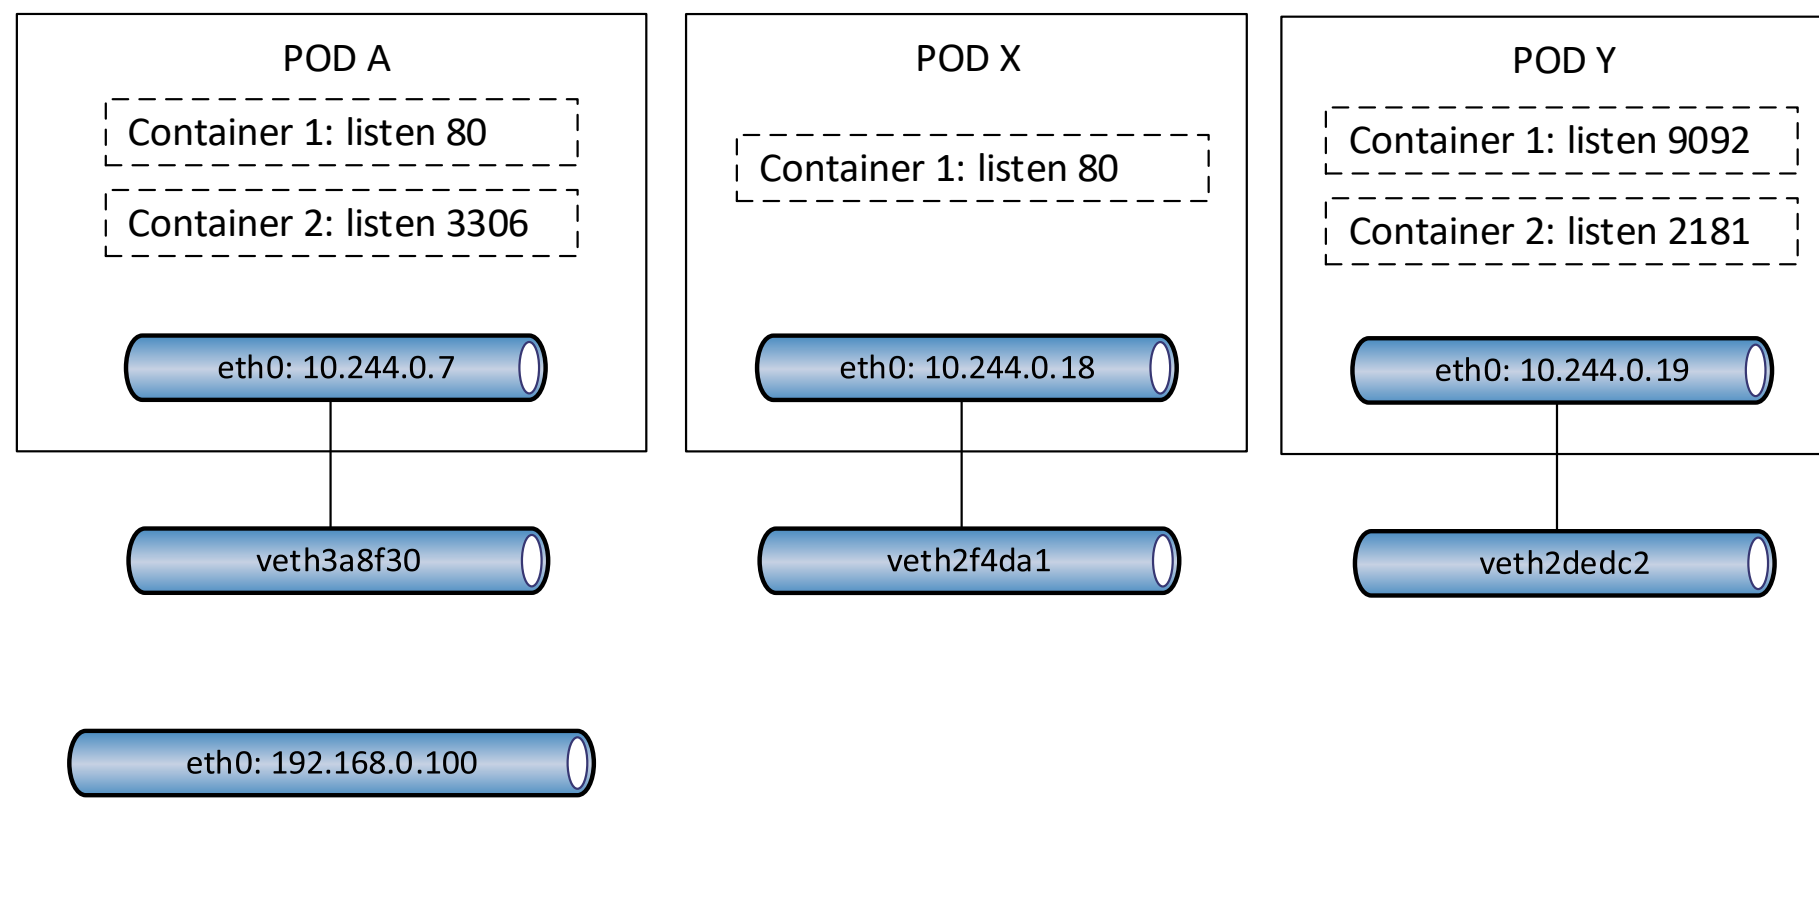 POD A
Container 1: listen 80
Container 2: listen 3306
eth0: 10.244.0.7
veth3a8f30
POD X
Container 1: listen 80
eth0: 10.244.0.18
veth2f4da1
POD Y
Container 1: listen 9092
Container 2: listen 2181
eth0: 10.244.0.19
veth2dedc2
eth0: 192.168.0.100